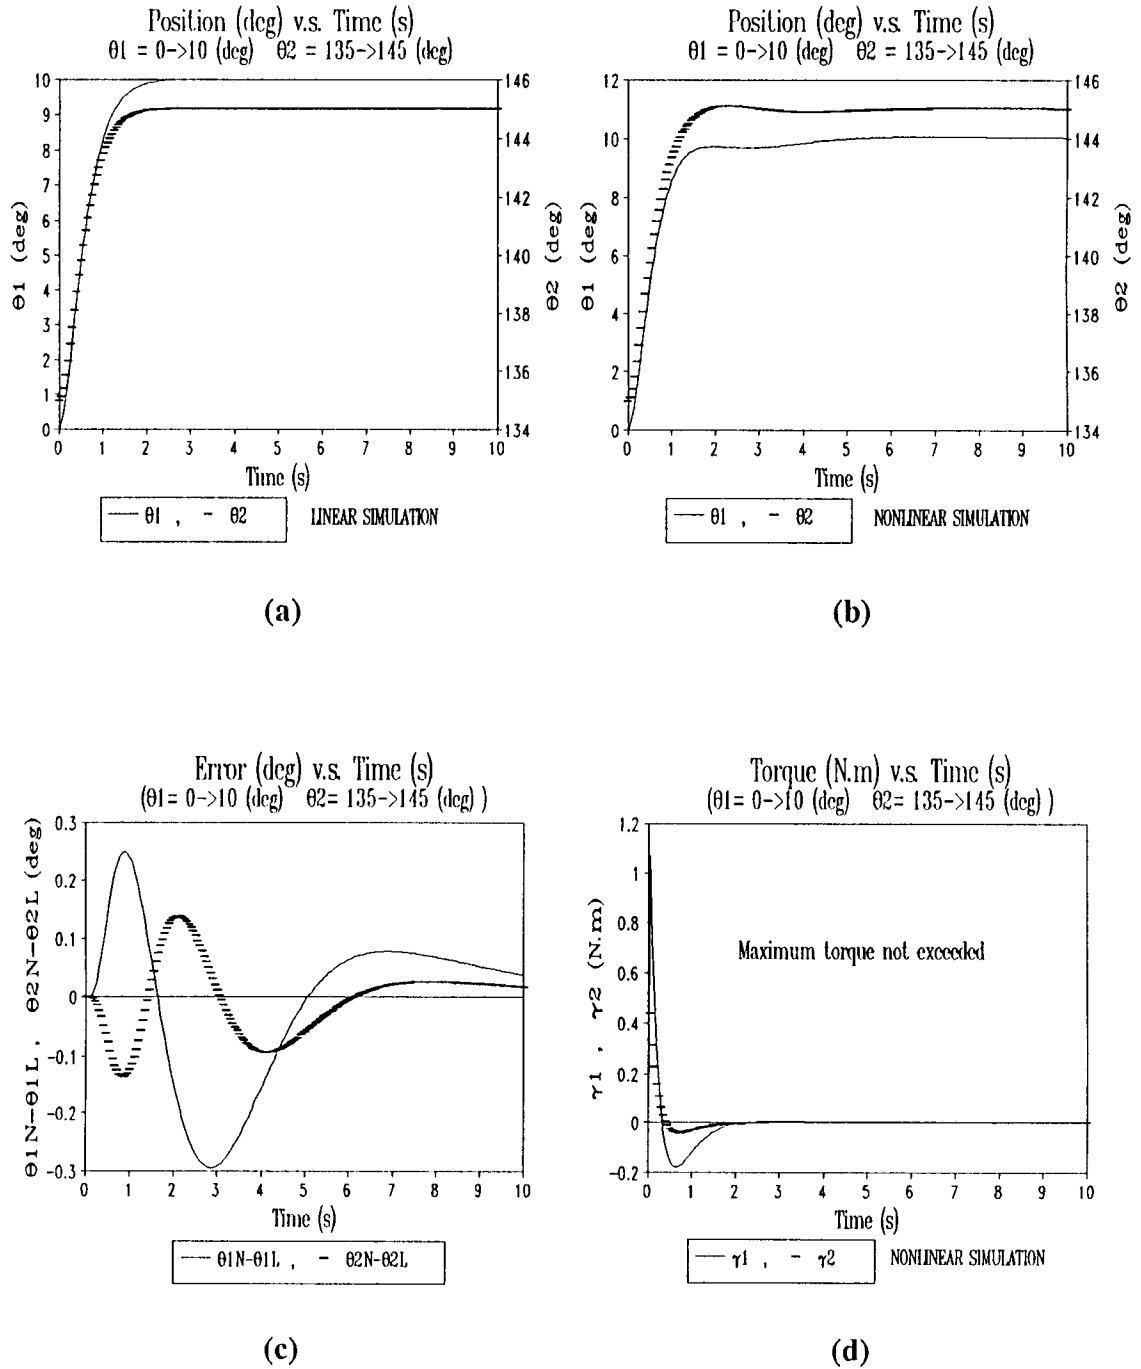 Position (deg) v.s. Time (s)
θ1 = 0->10 (deg) θ2 = 135->145 (deg)
10
9
8
7
6
5
4
3
2
1
0
θ1 (deg)
146
144
142
140
138
136
134
θ2 (deg)
0 1 2 3 4 5 6 7 8 9 10
Time (s)
θ1 , - θ2
LINEAR SIMULATION
(a)
Position (deg) v.s. Time (s)
θ1 = 0->10 (deg) θ2 = 135->145 (deg)
12
10
8
6
4
2
0
θ1 (deg)
146
144
142
140
138
136
134
θ2 (deg)
0 1 2 3 4 5 6 7 8 9 10
Time (s)
θ1 , - θ2
NONLINEAR SIMULATION
(b)
Error (deg) v.s. Time (s)
(θ1= 0->10 (deg) θ2= 135->145 (deg) )
0.3
0.2
0.1
0
-0.1
-0.2
-0.3
θ1N-θ1L , θ2N-θ2L (deg)
0 1 2 3 4 5 6 7 8 9 10
Time (s)
θ1N-θ1L , - θ2N-θ2L
(c)
Torque (N.m) v.s. Time (s)
(θ1= 0->10 (deg) θ2= 135->145 (deg) )
1.2
1
0.8
0.6
0.4
0.2
0
-0.2
γ1 , γ2 (N.m)
Maximum torque not exceeded
0 1 2 3 4 5 6 7 8 9 10
Time (s)
γ1 , - γ2
NONLINEAR SIMULATION
(d)